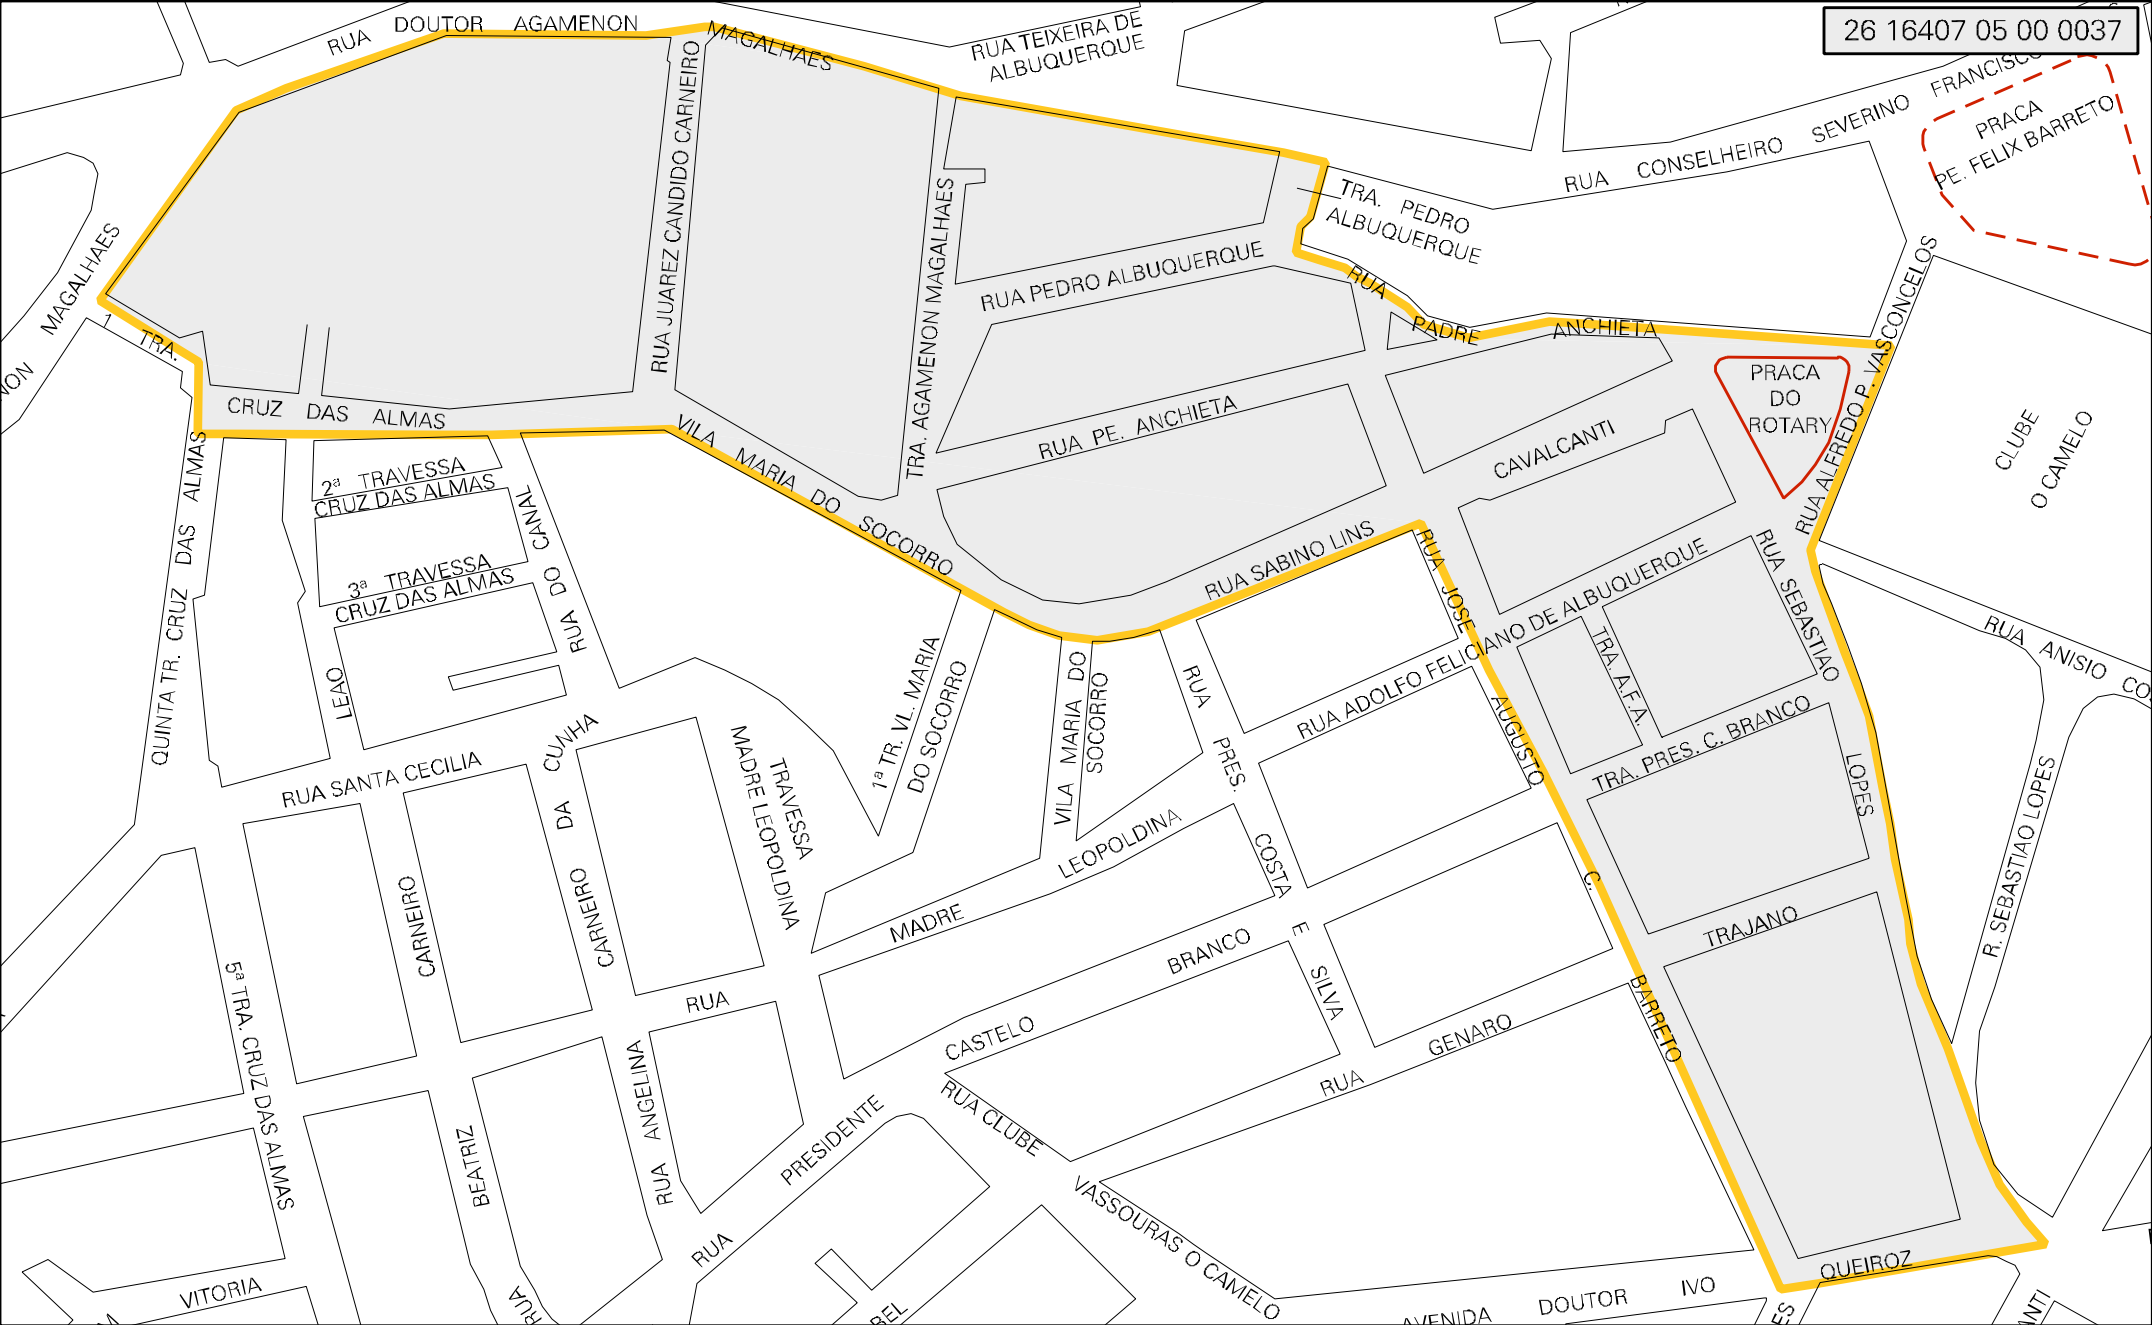 26 16407 05 00 0037
RUA DOUTOR AGAMENON MAGALHAES
RUA TEIXEIRA DE
ALBUQUERQUE
RUA CONSELHEIRO SEVERINO FRANCISCO
PRACA
PE. FELIX BARRETO
TRA. PEDRO
ALBUQUERQUE
RUA JUAREZ CANDIDO CARNEIRO
TRA. AGAMENON MAGALHAES
RUA PEDRO ALBUQUERQUE
RUA PADRE ANCHIETA
MAGALHAES
1
TRA.
CRUZ DAS ALMAS
RUA PE. ANCHIETA
PRACA
DO
ROTARY
RUA ALFREDO P. VASCONCELOS
CLUBE
O CAMELO
CAVALCANTI
VILA MARIA DO SOCORRO
QUINTA TR. CRUZ DAS ALMAS
2ª TRAVESSA
CRUZ DAS ALMAS
3ª TRAVESSA
CRUZ DAS ALMAS
RUA DO CANAL
RUA SABINO LINS
RUA JOSE AUGUSTO C. BARRETO
RUA ADOLFO FELICIANO DE ALBUQUERQUE
RUA SEBASTIAO LOPES
TRA. A.F.A.
RUA ANISIO
TRA. PRES. C. BRANCO
R. SEBASTIAO LOPES
LEAO
RUA SANTA CECILIA
CARNEIRO DA CUNHA
TRAVESSA
MADRE LEOPOLDINA
1ª TR. VL. MARIA
DO SOCORRO
VILA MARIA DO
SOCORRO
RUA PRES. COSTA E SILVA
RUA MADRE LEOPOLDINA
CARNEIRO
BEATRIZ
5ª TRA. CRUZ DAS ALMAS
RUA ANGELINA
RUA PRESIDENTE CASTELO BRANCO
RUA GENARO
TRAJANO
RUA CLUBE
VASSOURAS O CAMELO
VITORIA
RUA
AVENIDA DOUTOR IVO QUEIROZ